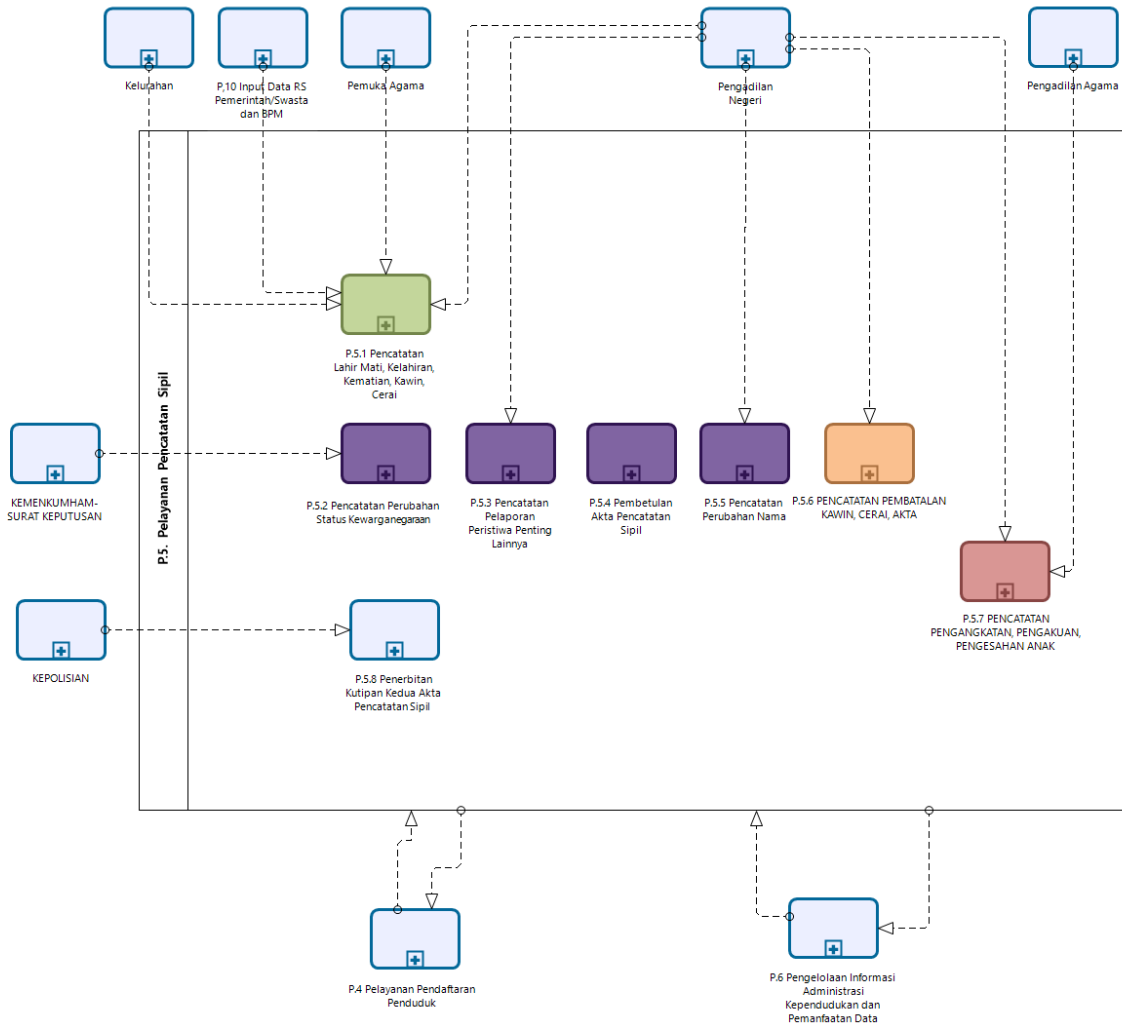 Kelurahan
P,10 Input Data RS
Pemerintah/Swasta
dan BPM
Pemuka Agama
Pengadilan
Negeri
Pengadilan Agama
P.5. Pelayanan Pencatatan Sipil
P.5.1 Pencatatan
Lahir Mati, Kelahiran,
Kematian, Kawin,
Cerai
KEMENKUMHAM-
SURAT KEPUTUSAN
P.5.2 Pencatatan Perubahan
Status Kewarganegaraan
P.5.3 Pencatatan
Pelaporan
Peristiwa Penting
Lainnya
P.5.4 Pembetulan
Akta Pencatatan
Sipil
P.5.5 Pencatatan
Perubahan Nama
P.5.6 PENCATATAN PEMBATALAN
KAWIN, CERAI, AKTA
P.5.7 PENCATATAN
PENGANGKATAN, PENGAKUAN,
PENGESAHAN ANAK
KEPOLISIAN
P.5.8 Penerbitan
Kutipan Kedua Akta
Pencatatan Sipil
P.4 Pelayanan Pendaftaran
Penduduk
P.6 Pengelolaan Informasi
Administrasi
Kependudukan dan
Pemanfaatan Data